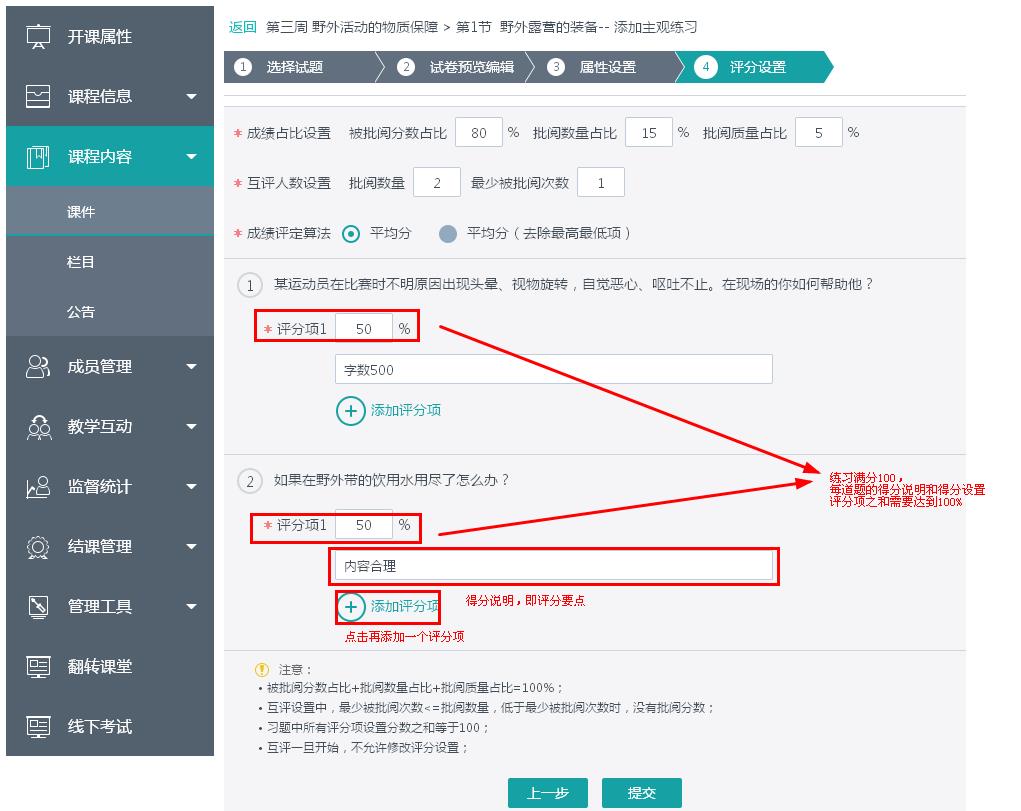 开课属性
课程信息
课程内容
课件
栏目
公告
成员管理
教学互动
监督统计
结课管理
管理工具
翻转课堂
线下考试
返回 第三周 野外活动的物质保障 > 第1节 野外露营的装备-- 添加主观练习
1 选择试题 2 试卷预览编辑 3 属性设置 4 评分设置
* 成绩占比设置 被批阅分数占比 80 % 批阅数量占比 15 % 批阅质量占比 5 %
* 互评人数设置 批阅数量 2 最少被批阅次数 1
* 成绩评定算法 平均分 平均分（去除最高最低项）
1 某运动员在比赛时不明原因出现头晕、视物旋转，自觉恶心、呕吐不止。在现场的你如何帮助他？
* 评分项1 50 %
字数500
+ 添加评分项
2 如果在野外带的饮用水用尽了怎么办？
* 评分项1 50 %
内容合理
+ 添加评分项
得分说明，即评分要点
点击再添加一个评分项
练习满分100，
每道题的得分说明和得分设置
评分项之和需要达到100%
! 注意：
• 被批阅分数占比+批阅数量占比+批阅质量占比=100%；
• 互评设置中，最少被批阅次数<=批阅数量，低于最少被批阅次数时，没有批阅分数；
• 习题中所有评分项设置分数之和等于100；
• 互评一旦开始，不允许修改评分设置；
上一步 提交